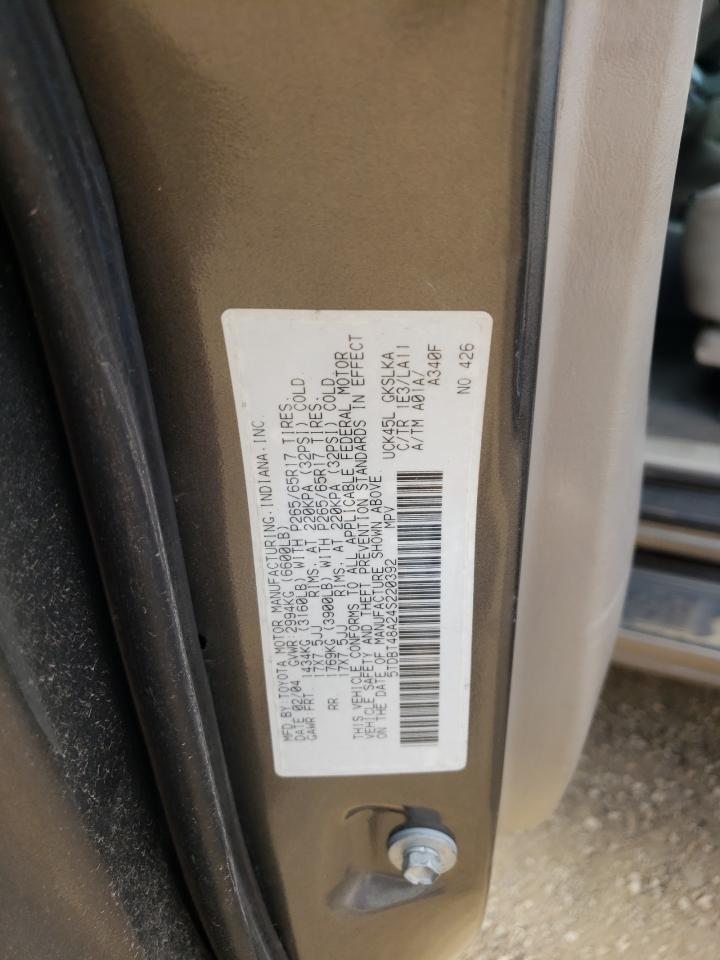 MFD. BY: TOYOTA MOTOR MANUFACTURING, INDIANA, INC.
DATE 02/04 GVWR 2994KG (6600LB)
GAWR FRT 1434KG (3160LB) WITH P265/65R17 TIRES.
17X7.5JJ RIMS. AT 220KPA (32PSI) COLD
RR 1769KG (3900LB) WITH P265/65R17 TIRES.
17X7.5JJ RIMS. AT 220KPA (32PSI) COLD
THIS VEHICLE CONFORMS TO ALL APPLICABLE FEDERAL MOTOR
VEHICLE SAFETY AND THEFT PREVENTION STANDARDS IN EFFECT
ON THE DATE OF MANUFACTURE SHOWN ABOVE.
5TDBT48A24S220392 MPV
UCK45L GKSLKA
C/TR 1E3/LA11
A/TM A01A/
A340F
NO 426